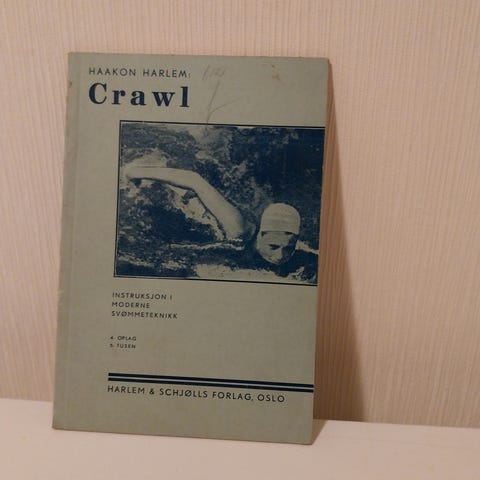 HAAKON HARLEM:
Crawl
INSTRUKSJON I
MODERNE
SVØMMETEKNIKK
4. OPLAG
5. TUSEN
HARLEM & SCHJØLLS FORLAG, OSLO